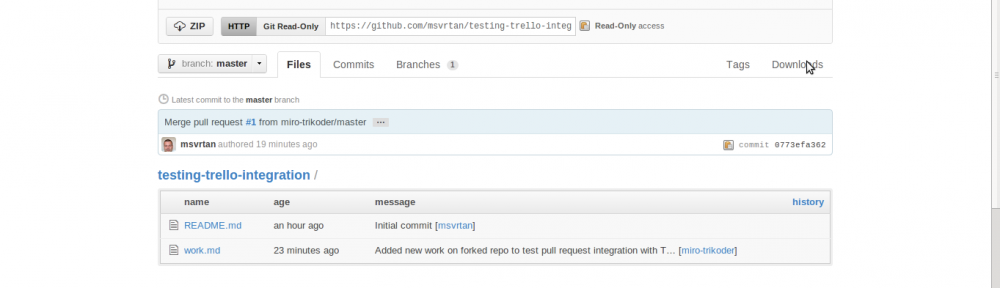 ZIP HTTP Git Read-Only https://github.com/msvrtan/testing-trello-integ Read-Only access
branch: master Files Commits Branches 1 Tags Downloads
Latest commit to the master branch
Merge pull request #1 from miro-trikoder/master ...
msvrtan authored 19 minutes ago commit 0773efa362
testing-trello-integration /
name age message history
README.md an hour ago Initial commit [msvrtan]
work.md 23 minutes ago Added new work on forked repo to test pull request integration with T… [miro-trikoder]